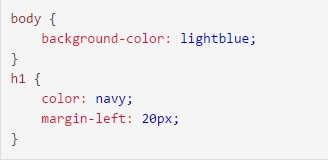 body {
    background-color: lightblue;
}
h1 {
    color: navy;
    margin-left: 20px;
}